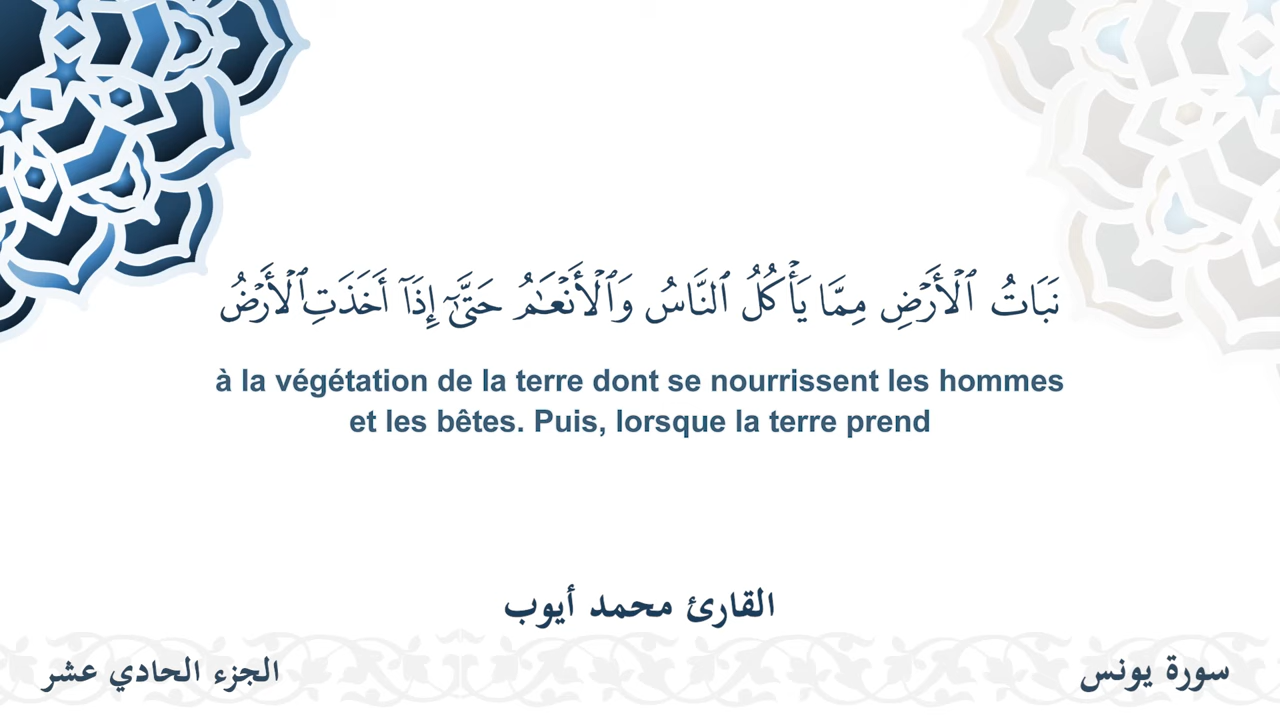 نَبَاتُ ٱلْأَرْضِ مِمَّا يَأْكُلُ ٱلنَّاسُ وَٱلْأَنْعَـٰمُ حَتَّىٰٓ إِذَآ أَخَذَتِ ٱلْأَرْضُ
à la végétation de la terre dont se nourrissent les hommes
et les bêtes. Puis, lorsque la terre prend
القارئ محمد أيوب
سورة يونس
الجزء الحادي عشر